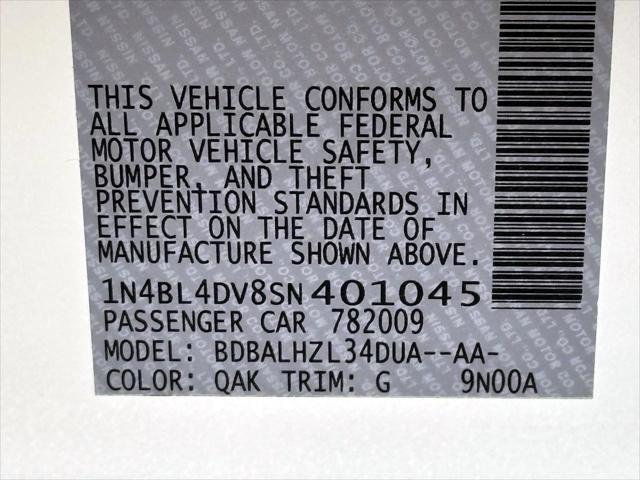 THIS VEHICLE CONFORMS TO
ALL APPLICABLE FEDERAL
MOTOR VEHICLE SAFETY,
BUMPER, AND THEFT
PREVENTION STANDARDS IN
EFFECT ON THE DATE OF
MANUFACTURE SHOWN ABOVE.
1N4BL4DV8SN401045
PASSENGER CAR 782009
MODEL: BDBALHZL34DUA--AA-
COLOR: QAK TRIM: G 9N00A